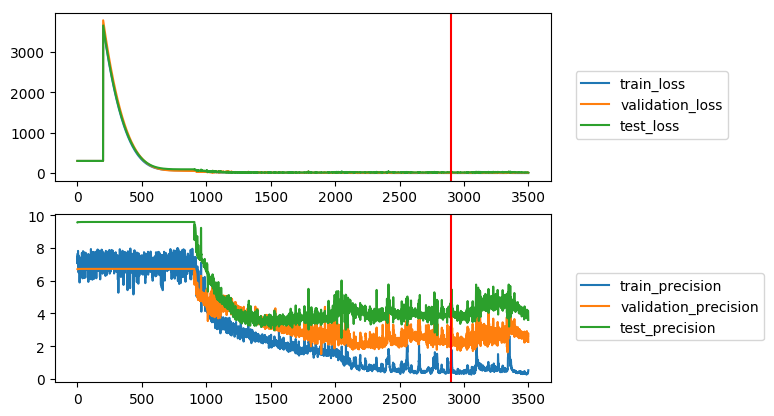 3000
2000
1000
0
0 500 1000 1500 2000 2500 3000 3500
train_loss
validation_loss
test_loss
10
8
6
4
2
0
0 500 1000 1500 2000 2500 3000 3500
train_precision
validation_precision
test_precision